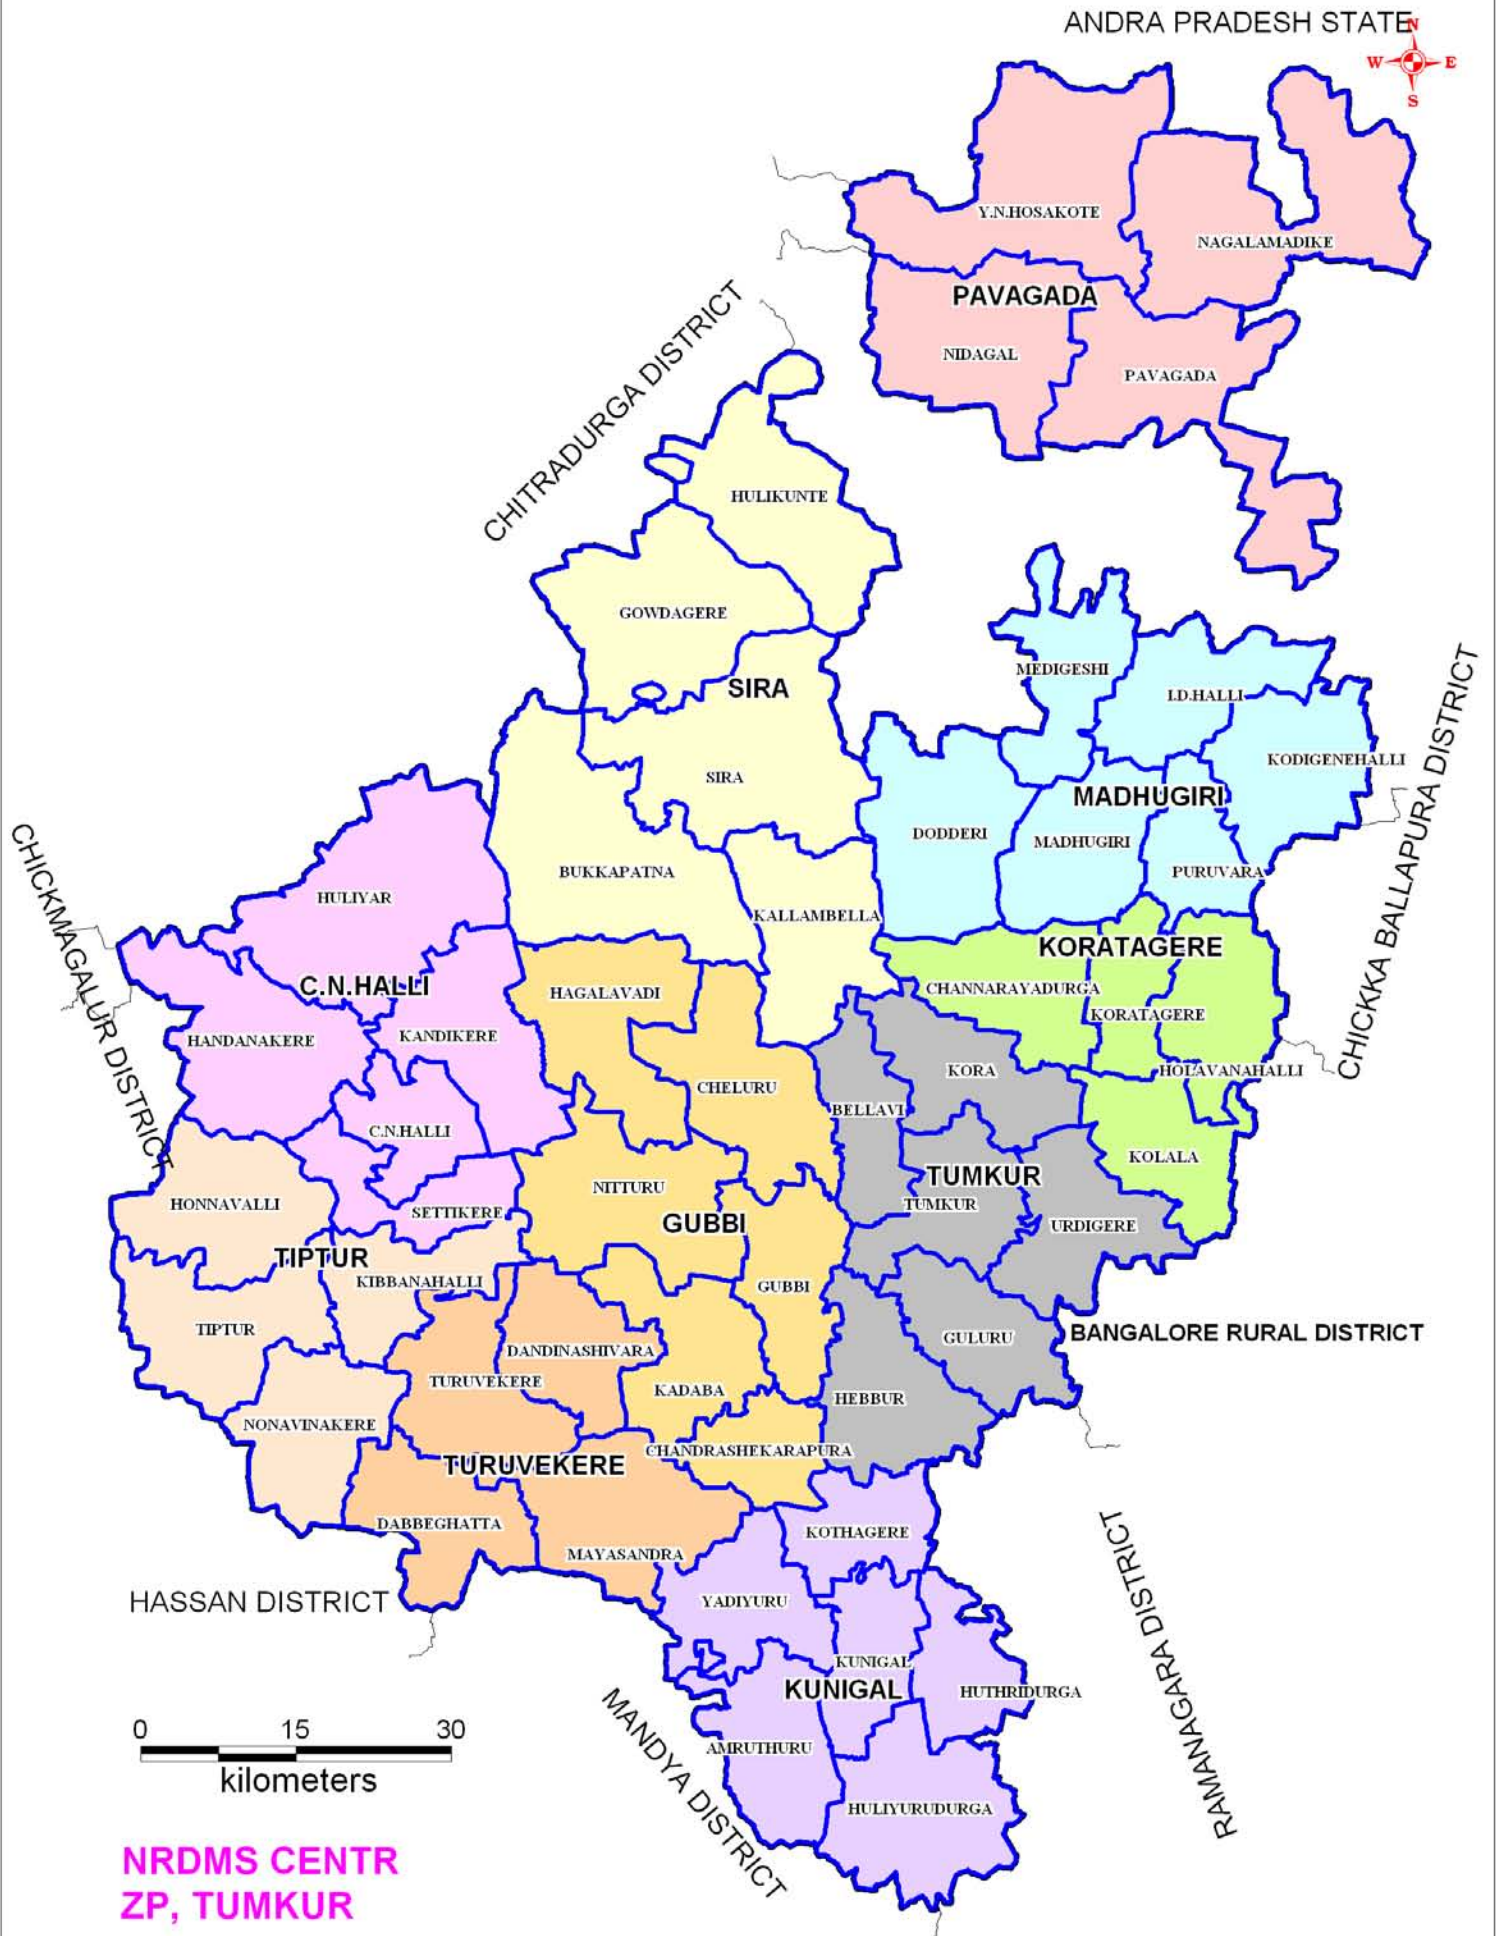 ANDRA PRADESH STATE
N
W E
S
Y.N.HOSAKOTE
NAGALAMADIKE
PAVAGADA
NIDAGAL
PAVAGADA
CHITRADURGA DISTRICT
HULIKUNTE
GOWDAGERE
SIRA
MEDIGESHI
I.D.HALLI
KODIGENEHALLI
SIRA
MADHUGIRI
DODDERI
MADHUGIRI
PURUVARA
CHICKKA BALLAPURA DISTRICT
BUKKAPATNA
HULIYAR
KALLAMBELLA
CHICKMAGALUR DISTRICT
KORATAGERE
C.N.HALLI
HAGALAVADI
CHANNARAYADURGA
KORATAGERE
HANDANAKERE
KANDIKERE
KORA
HOLAVANAHALLI
CHELURU
BELLAVI
C.N.HALLI
KOLALA
TUMKUR
NITTURU
HONNAVALLI
SETTIKERE
TUMKUR
GUBBI
URDIGERE
TIPTUR
KIBBANAHALLI
GUBBI
TIPTUR
GULURU
BANGALORE RURAL DISTRICT
DANDINASHIVARA
TURUVEKERE
KADABA
HEBBUR
NONAVINAKERE
CHANDRASHEKARAPURA
TURUVEKERE
DABBEGHATTA
KOTHAGERE
MAYASANDRA
HASSAN DISTRICT
YADIYURU
RAMANAGARA DISTRICT
KUNIGAL
KUNIGAL
HUTHRIDURGA
MANDYA DISTRICT
AMRUTHURU
HULIYURUDURGA
0 15 30
kilometers
NRDMS CENTR
ZP, TUMKUR